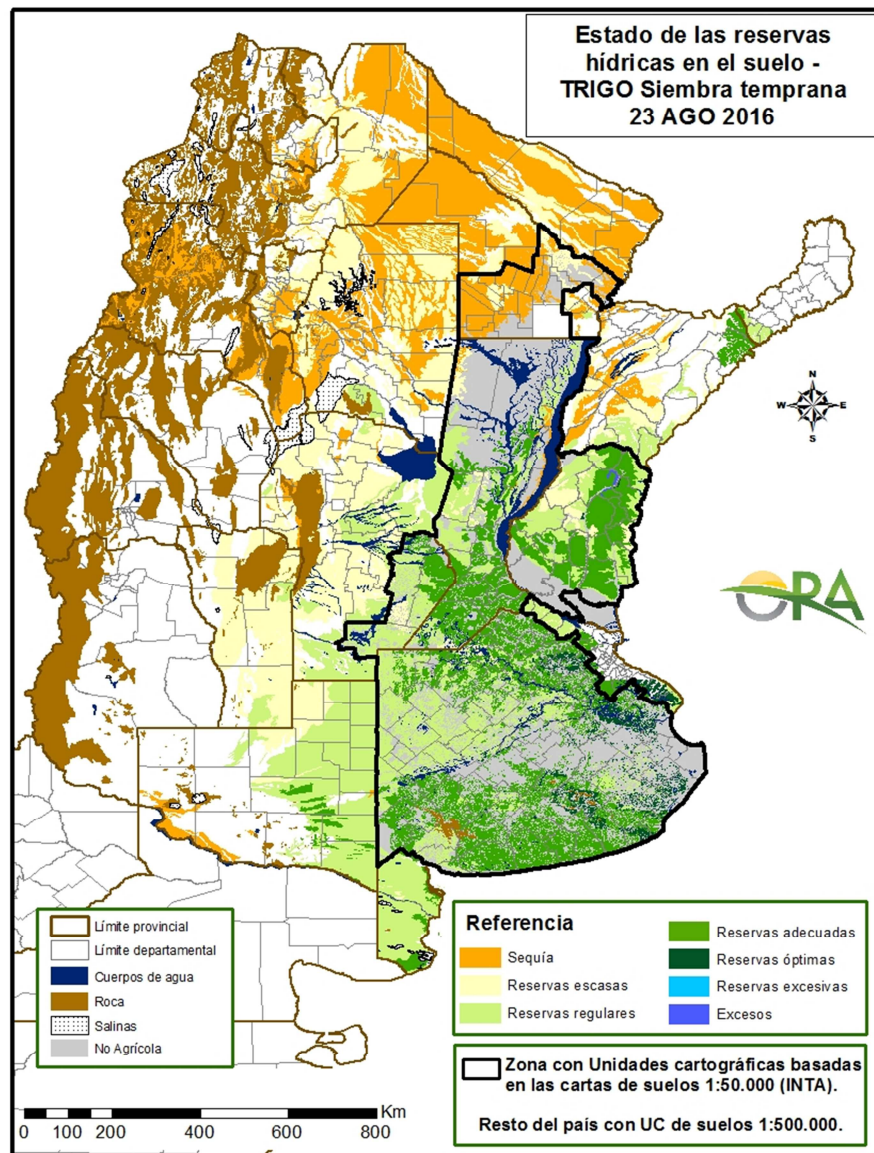 Estado de las reservas
hídricas en el suelo -
TRIGO Siembra temprana
23 AGO 2016
N
W E
S
ORA
Límite provincial
Límite departamental
Cuerpos de agua
Roca
Salinas
No Agrícola
Referencia
Sequía
Reservas escasas
Reservas regulares
Reservas adecuadas
Reservas óptimas
Reservas excesivas
Excesos
Zona con Unidades cartográficas basadas
en las cartas de suelos 1:50.000 (INTA).
Resto del país con UC de suelos 1:500.000.
Km
0 100 200 400 600 800